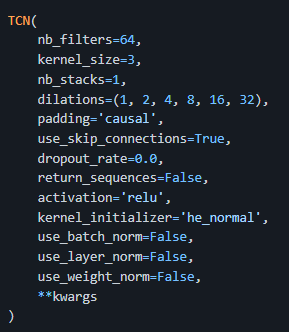 TCN(
    nb_filters=64,
    kernel_size=3,
    nb_stacks=1,
    dilations=(1, 2, 4, 8, 16, 32),
    padding='causal',
    use_skip_connections=True,
    dropout_rate=0.0,
    return_sequences=False,
    activation='relu',
    kernel_initializer='he_normal',
    use_batch_norm=False,
    use_layer_norm=False,
    use_weight_norm=False,
    **kwargs
)